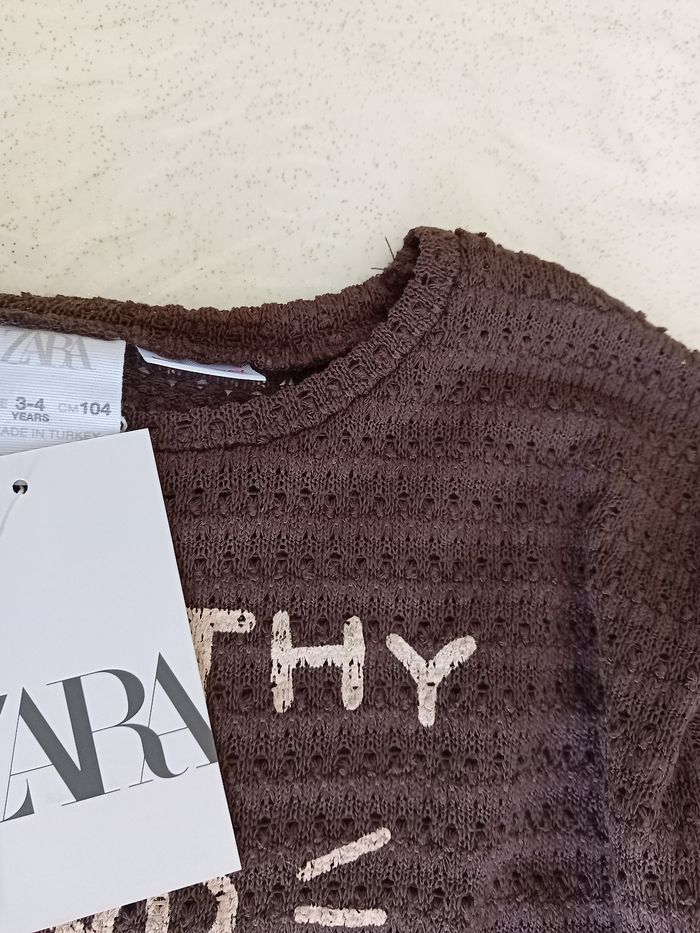 ZARA
3-4 CM 104
YEARS
MADE IN TURKEY
ZARA
THY